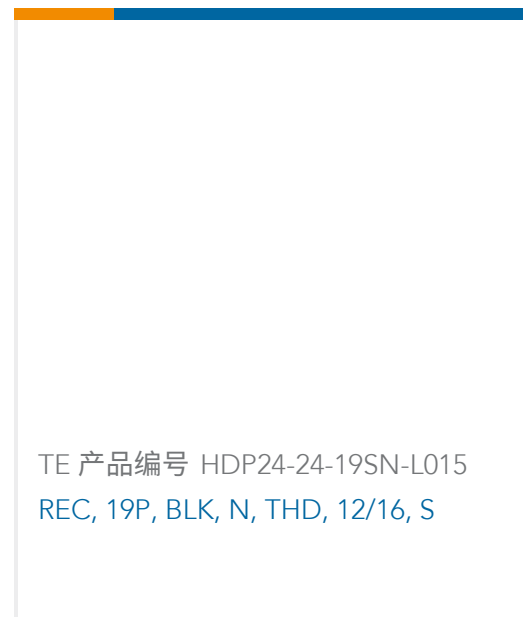 TE 产品编号 HDP24-24-19SN-L015
REC, 19P, BLK, N, THD, 12/16, S